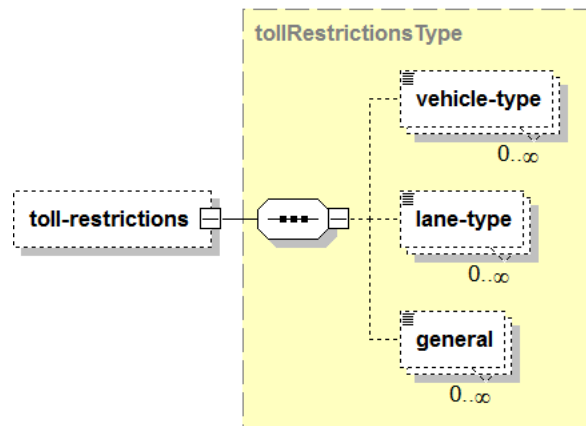 tollRestrictionsType
vehicle-type
0..∞
toll-restrictions
lane-type
0..∞
general
0..∞